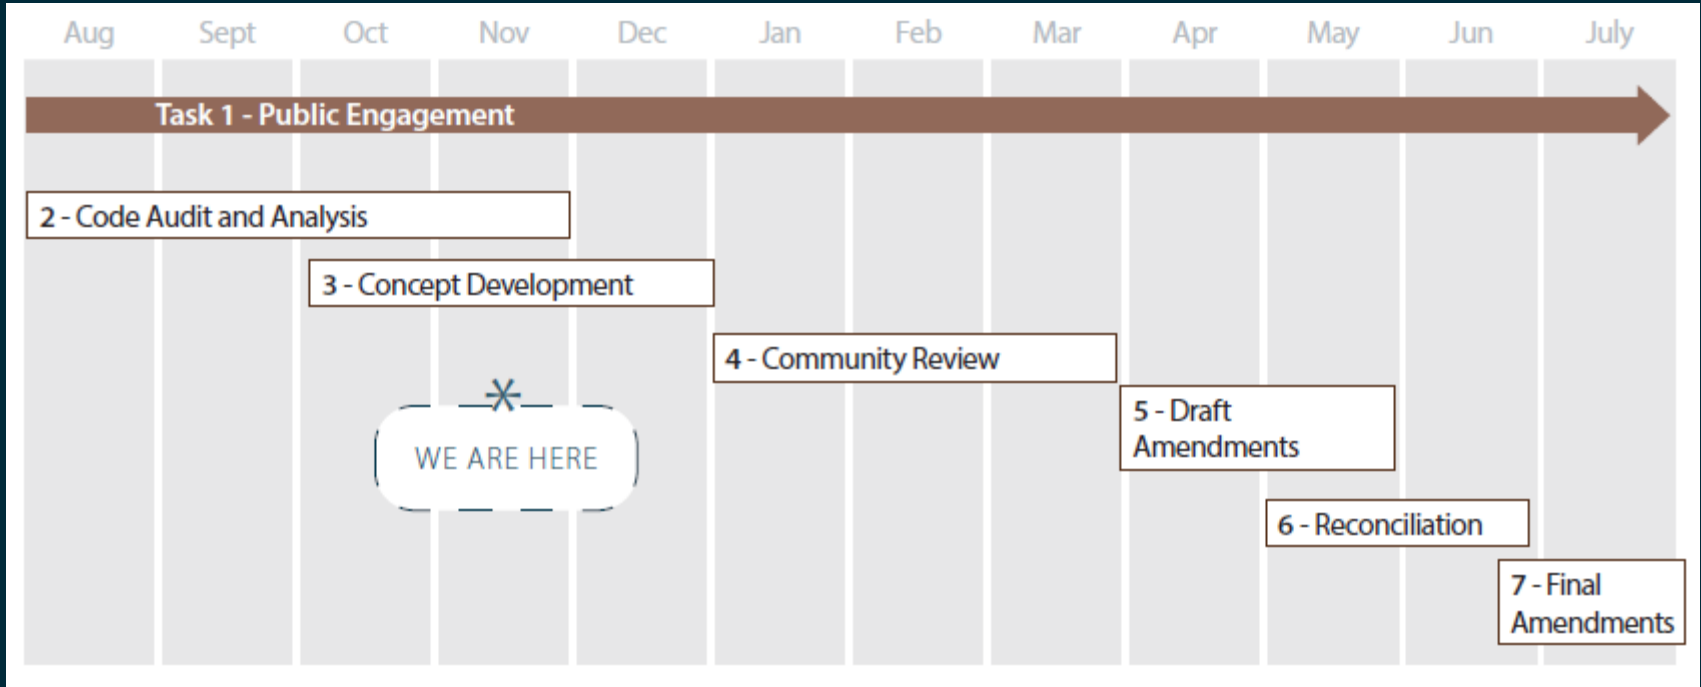 Aug Sept Oct Nov Dec Jan Feb Mar Apr May Jun July
Task 1 - Public Engagement
2 - Code Audit and Analysis
3 - Concept Development
4 - Community Review
*
WE ARE HERE
5 - Draft
Amendments
6 - Reconciliation
7 - Final
Amendments